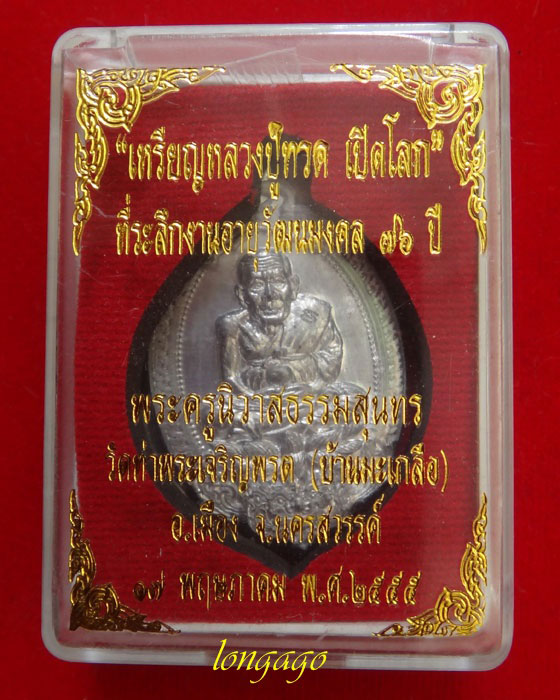 “เหรียญหลวงปู่ทวด เปิดโลก”
ที่ระลึกงานอายุวัฒนมงคล ๗๖ ปี
พระครูนิวาสธรรมสุนทร
วัดท่าพระเจริญพรต (บ้านมะเกลือ)
อ.เมือง จ.นครสวรรค์
๑๗ พฤษภาคม พ.ศ.๒๕๕๕
longago